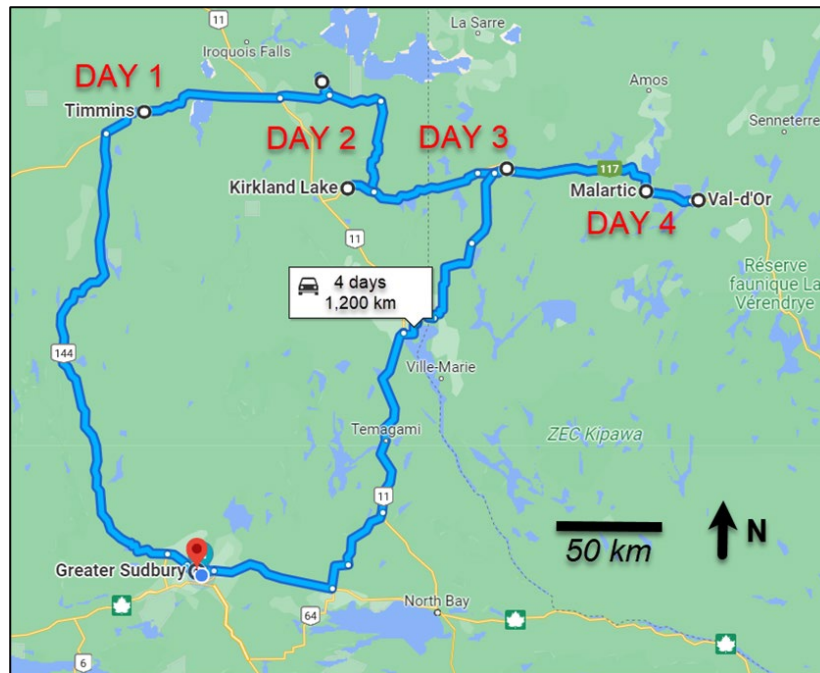 11
La Sarre
Iroquois Falls
DAY 1
Amos
Timmins
Senneterre
DAY 2
DAY 3
117
Kirkland Lake
Malartic
Val-d'Or
DAY 4
11
4 days
1,200 km
Réserve
faunique La
Vérendrye
144
Ville-Marie
Temagami
ZEC Kipawa
11
N
50 km
Greater Sudbury
North Bay
64
6